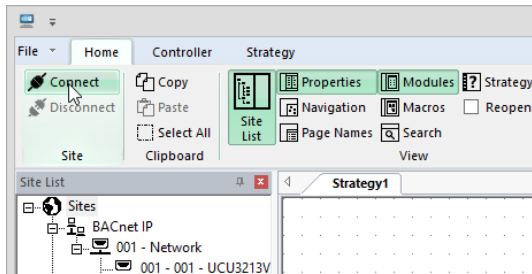 File Home Controller Strategy
Connect Copy Properties Modules Strategy
Disconnect Paste Site List Navigation Macros Reopen
Select All Page Names Search
Site Clipboard View
Site List Strategy1
Sites
BACnet IP
001 - Network
001 - 001 - UCU3213V